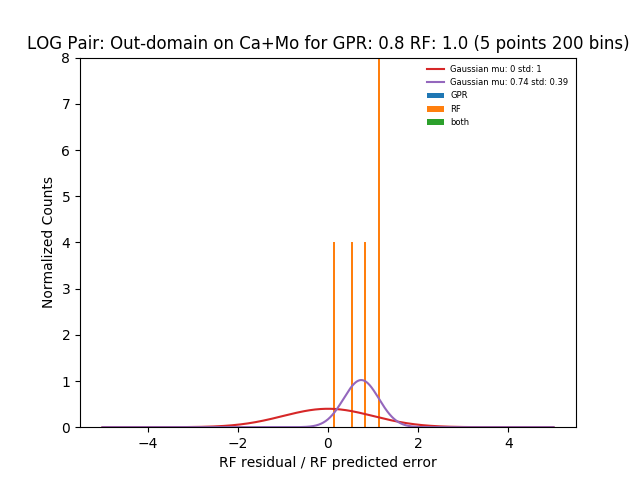 LOG Pair: Out-domain on Ca+Mo for GPR: 0.8 RF: 1.0 (5 points 200 bins)
8
7
6
5
4
3
2
1
0
Normalized Counts
Gaussian mu: 0 std: 1
Gaussian mu: 0.74 std: 0.39
GPR
RF
both
−4 −2 0 2 4
RF residual / RF predicted error